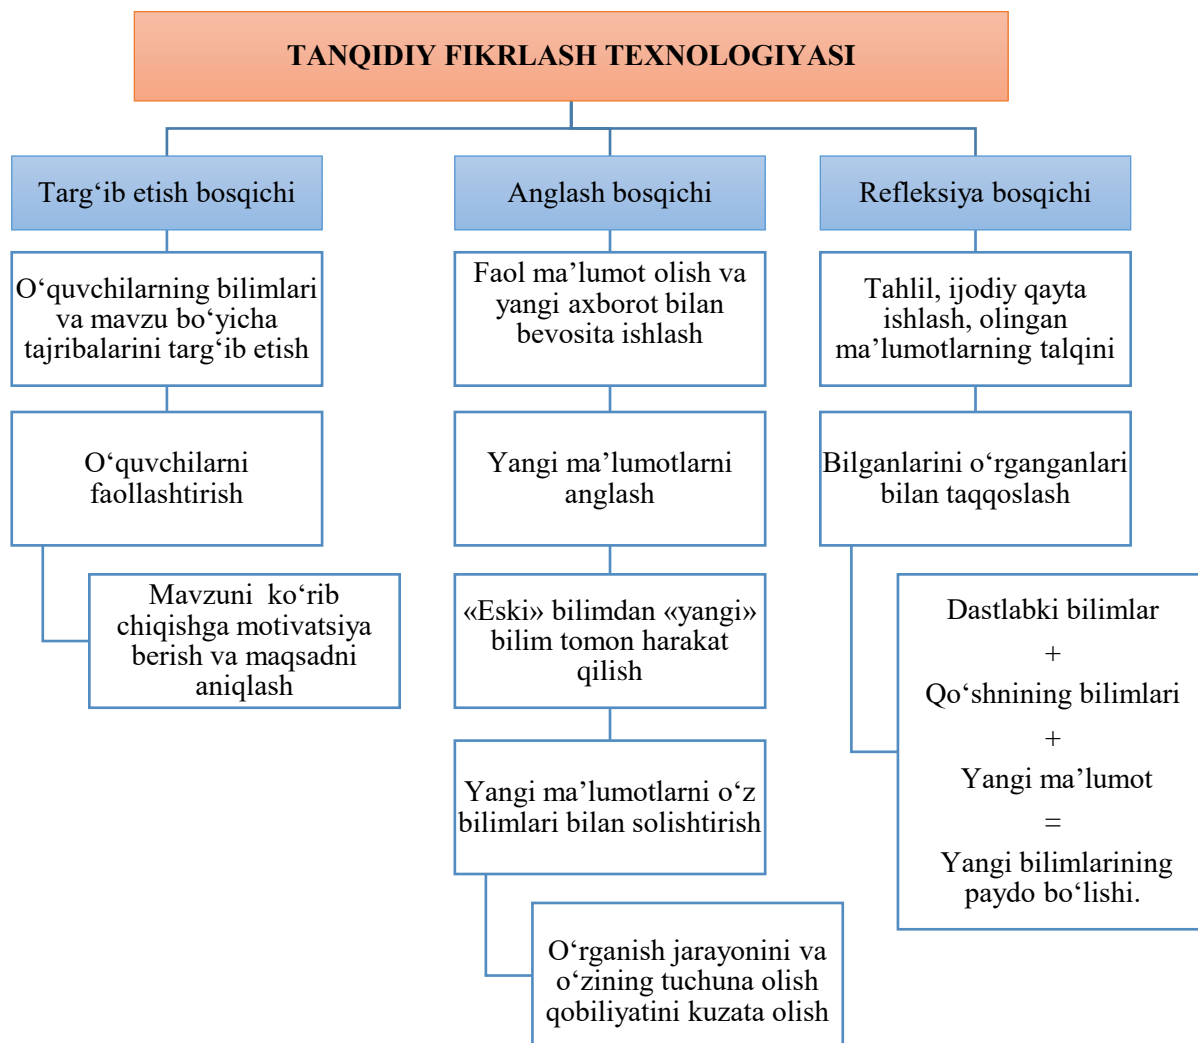 TANQIDIY FIKRLASH TEXNOLOGIYASI
Targ‘ib etish bosqichi
O‘quvchilarning bilimlari
va mavzu bo‘yicha
tajribalarini targ‘ib etish
O‘quvchilarni
faollashtirish
Mavzuni ko‘rib
chiqishga motivatsiya
berish va maqsadni
aniqlash
Anglash bosqichi
Faol ma’lumot olish va
yangi axborot bilan
bevosita ishlash
Yangi ma’lumotlarni
anglash
«Eski» bilimdan «yangi»
bilim tomon harakat
qilish
Yangi ma’lumotlarni o‘z
bilimlari bilan solishtirish
O‘rganish jarayonini va
o‘zining tuchuna olish
qobiliyatini kuzata olish
Refleksiya bosqichi
Tahlil, ijodiy qayta
ishlash, olingan
ma’lumotlarning talqini
Bilganlarini o‘rganganlari
bilan taqqoslash
Dastlabki bilimlar
+
Qo‘shnining bilimlari
+
Yangi ma’lumot
=
Yangi bilimlarining
paydo bo‘lishi.